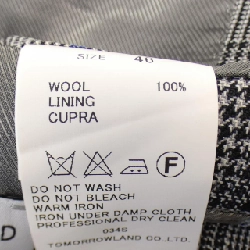 SIZE 46
WOOL 100%
LINING
CUPRA
F
DO NOT WASH
DO NOT BLEACH
WARM IRON
IRON UNDER DAMP CLOTH
PROFESSIONAL DRY CLEAN
0346
TOMORROWLAND CO.,LTD.
D